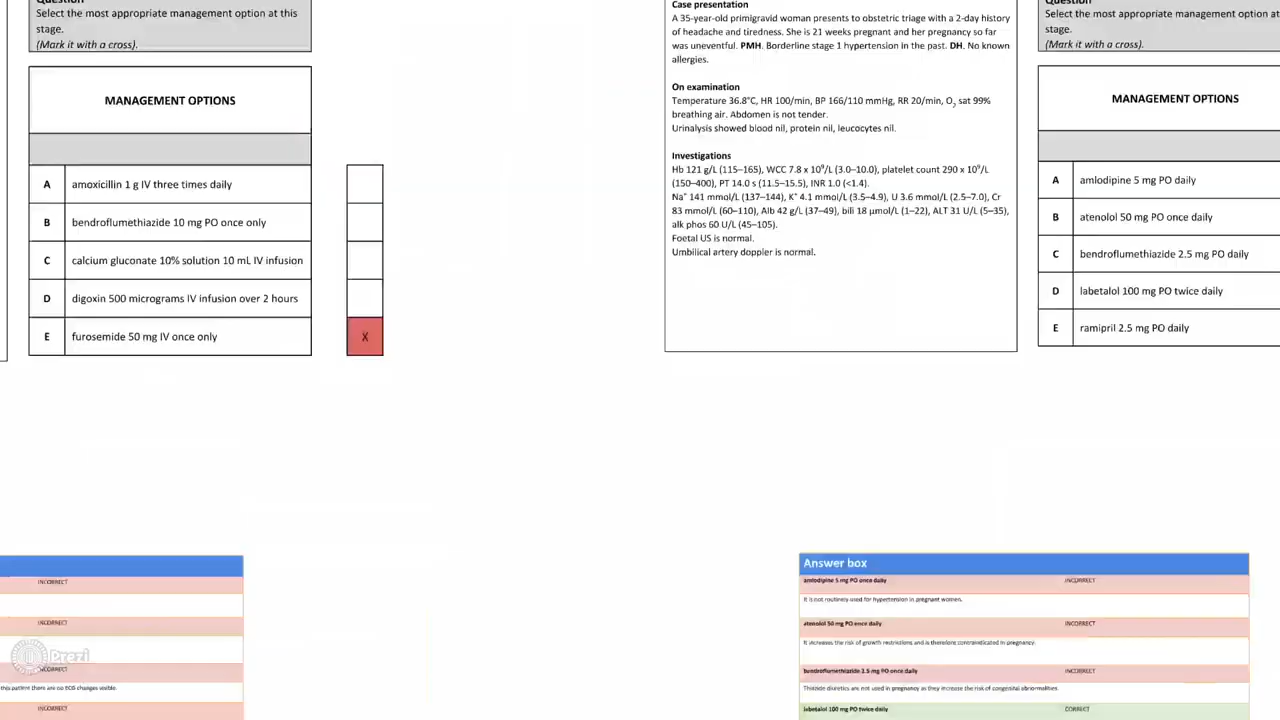 Question
Select the most appropriate management option at this
stage.
(Mark it with a cross).
MANAGEMENT OPTIONS
A amoxicillin 1 g IV three times daily
B bendroflumethiazide 10 mg PO once only
C calcium gluconate 10% solution 10 mL IV infusion
D digoxin 500 micrograms IV infusion over 2 hours
E furosemide 50 mg IV once only X
Case presentation
A 35-year-old primigravid woman presents to obstetric triage with a 2-day history
of headache and tiredness. She is 21 weeks pregnant and her pregnancy so far
was uneventful. PMH. Borderline stage 1 hypertension in the past. DH. No known
allergies.
On examination
Temperature 36.8°C, HR 100/min, BP 166/110 mmHg, RR 20/min, O₂ sat 99%
breathing air. Abdomen is not tender.
Urinalysis showed blood nil, protein nil, leucocytes nil.
Investigations
Hb 121 g/L (115–165), WCC 7.8 x 10⁹/L (3.0–10.0), platelet count 290 x 10⁹/L
(150–400), PT 14.0 s (11.5–15.5), INR 1.0 (<1.4).
Na⁺ 141 mmol/L (137–144), K⁺ 4.1 mmol/L (3.5–4.9), U 3.6 mmol/L (2.5–7.0), Cr
83 mmol/L (60–110), Alb 42 g/L (37–49), bili 18 μmol/L (1–22), ALT 31 U/L (5–35),
alk phos 60 U/L (45–105).
Foetal US is normal.
Umbilical artery doppler is normal.
Question
Select the most appropriate management option at
stage.
(Mark it with a cross).
MANAGEMENT OPTIONS
A amlodipine 5 mg PO daily
B atenolol 50 mg PO once daily
C bendroflumethiazide 2.5 mg PO daily
D labetalol 100 mg PO twice daily
E ramipril 2.5 mg PO daily
INCORRECT
INCORRECT
Prezi
INCORRECT
this patient there are no ECG changes visible.
INCORRECT
Answer box
amlodipine 5 mg PO once daily INCORRECT
It is not routinely used for hypertension in pregnant women.
atenolol 50 mg PO once daily INCORRECT
It increases the risk of growth restrictions and is therefore contraindicated in pregnancy.
bendroflumethiazide 2.5 mg PO once daily INCORRECT
Thiazide diuretics are not used in pregnancy as they increase the risk of congenital abnormalities.
labetalol 100 mg PO twice daily CORRECT